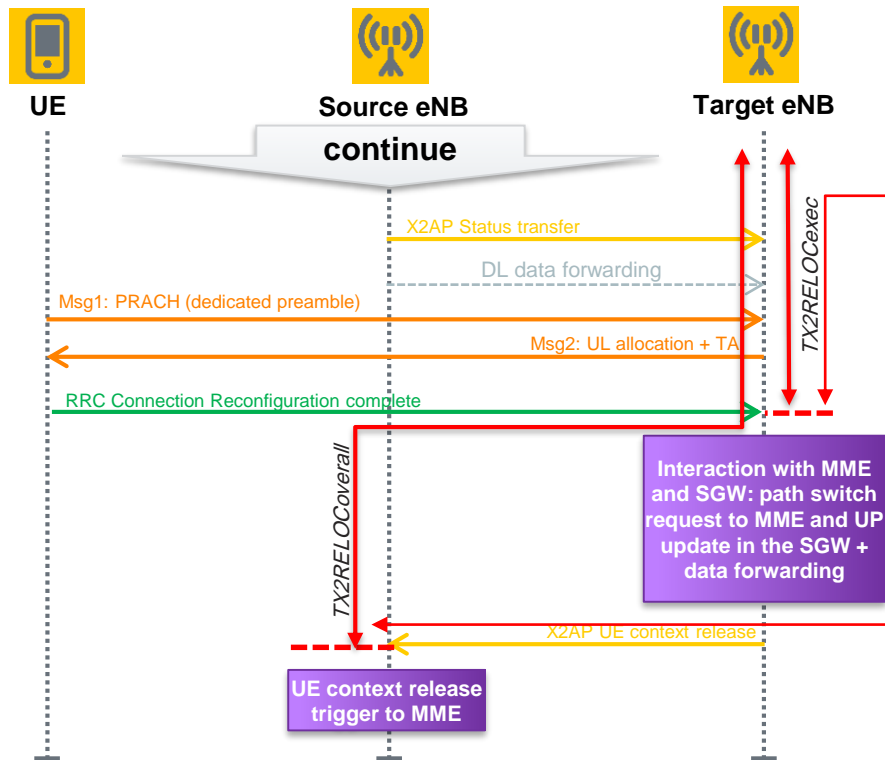 UE
Source eNB
Target eNB
continue
X2AP Status transfer
TX2RELOCexec
DL data forwarding
Msg1: PRACH (dedicated preamble)
Msg2: UL allocation + TA
RRC Connection Reconfiguration complete
TX2RELOCoverall
Interaction with MME
and SGW: path switch
request to MME and UP
update in the SGW +
data forwarding
X2AP UE context release
UE context release
trigger to MME